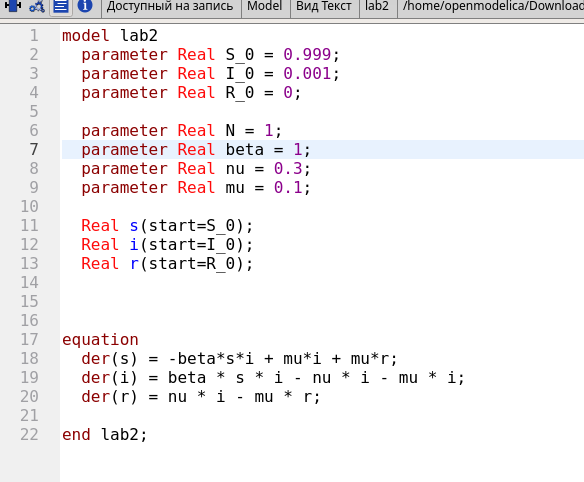 Доступный на запись Model Вид Текст lab2 /home/openmodelica/Download
1 model lab2
2 parameter Real S_0 = 0.999;
3 parameter Real I_0 = 0.001;
4 parameter Real R_0 = 0;
5
6 parameter Real N = 1;
7 parameter Real beta = 1;
8 parameter Real nu = 0.3;
9 parameter Real mu = 0.1;
10
11 Real s(start=S_0);
12 Real i(start=I_0);
13 Real r(start=R_0);
14
15
16
17 equation
18 der(s) = -beta*s*i + mu*i + mu*r;
19 der(i) = beta * s * i - nu * i - mu * i;
20 der(r) = nu * i - mu * r;
21
22 end lab2;